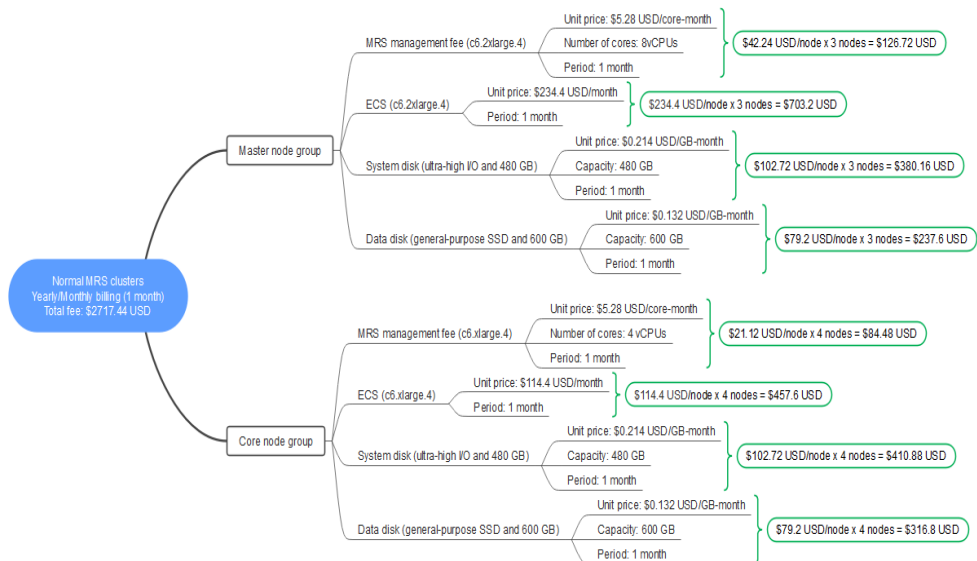 Normal MRS clusters
Yearly/Monthly billing (1 month)
Total fee: $2717.44 USD
Master node group
MRS management fee (c6.2xlarge.4)
Unit price: $5.28 USD/core-month
Number of cores: 8vCPUs
Period: 1 month
$42.24 USD/node x 3 nodes = $126.72 USD
ECS (c6.2xlarge.4)
Unit price: $234.4 USD/month
Period: 1 month
$234.4 USD/node x 3 nodes = $703.2 USD
System disk (ultra-high I/O and 480 GB)
Unit price: $0.214 USD/GB-month
Capacity: 480 GB
Period: 1 month
$102.72 USD/node x 3 nodes = $380.16 USD
Data disk (general-purpose SSD and 600 GB)
Unit price: $0.132 USD/GB-month
Capacity: 600 GB
Period: 1 month
$79.2 USD/node x 3 nodes = $237.6 USD
Core node group
MRS management fee (c6.xlarge.4)
Unit price: $5.28 USD/core-month
Number of cores: 4 vCPUs
Period: 1 month
$21.12 USD/node x 4 nodes = $84.48 USD
ECS (c6.xlarge.4)
Unit price: $114.4 USD/month
Period: 1 month
$114.4 USD/node x 4 nodes = $457.6 USD
System disk (ultra-high I/O and 480 GB)
Unit price: $0.214 USD/GB-month
Capacity: 480 GB
Period: 1 month
$102.72 USD/node x 4 nodes = $410.88 USD
Data disk (general-purpose SSD and 600 GB)
Unit price: $0.132 USD/GB-month
Capacity: 600 GB
Period: 1 month
$79.2 USD/node x 4 nodes = $316.8 USD